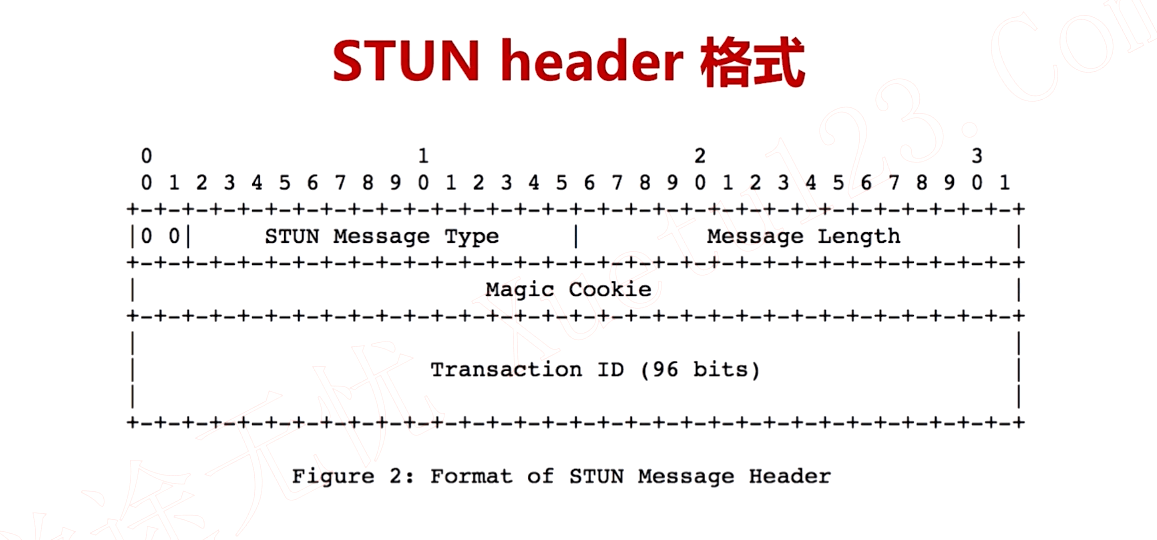 STUN header 格式
0                   1                   2                   3
0 1 2 3 4 5 6 7 8 9 0 1 2 3 4 5 6 7 8 9 0 1 2 3 4 5 6 7 8 9 0 1
+-+-+-+-+-+-+-+-+-+-+-+-+-+-+-+-+-+-+-+-+-+-+-+-+-+-+-+-+-+-+-+-+
|0 0|     STUN Message Type     |         Message Length        |
+-+-+-+-+-+-+-+-+-+-+-+-+-+-+-+-+-+-+-+-+-+-+-+-+-+-+-+-+-+-+-+-+
|                         Magic Cookie                          |
+-+-+-+-+-+-+-+-+-+-+-+-+-+-+-+-+-+-+-+-+-+-+-+-+-+-+-+-+-+-+-+-+
|                                                               |
|                     Transaction ID (96 bits)                  |
|                                                               |
+-+-+-+-+-+-+-+-+-+-+-+-+-+-+-+-+-+-+-+-+-+-+-+-+-+-+-+-+-+-+-+-+
Figure 2: Format of STUN Message Header